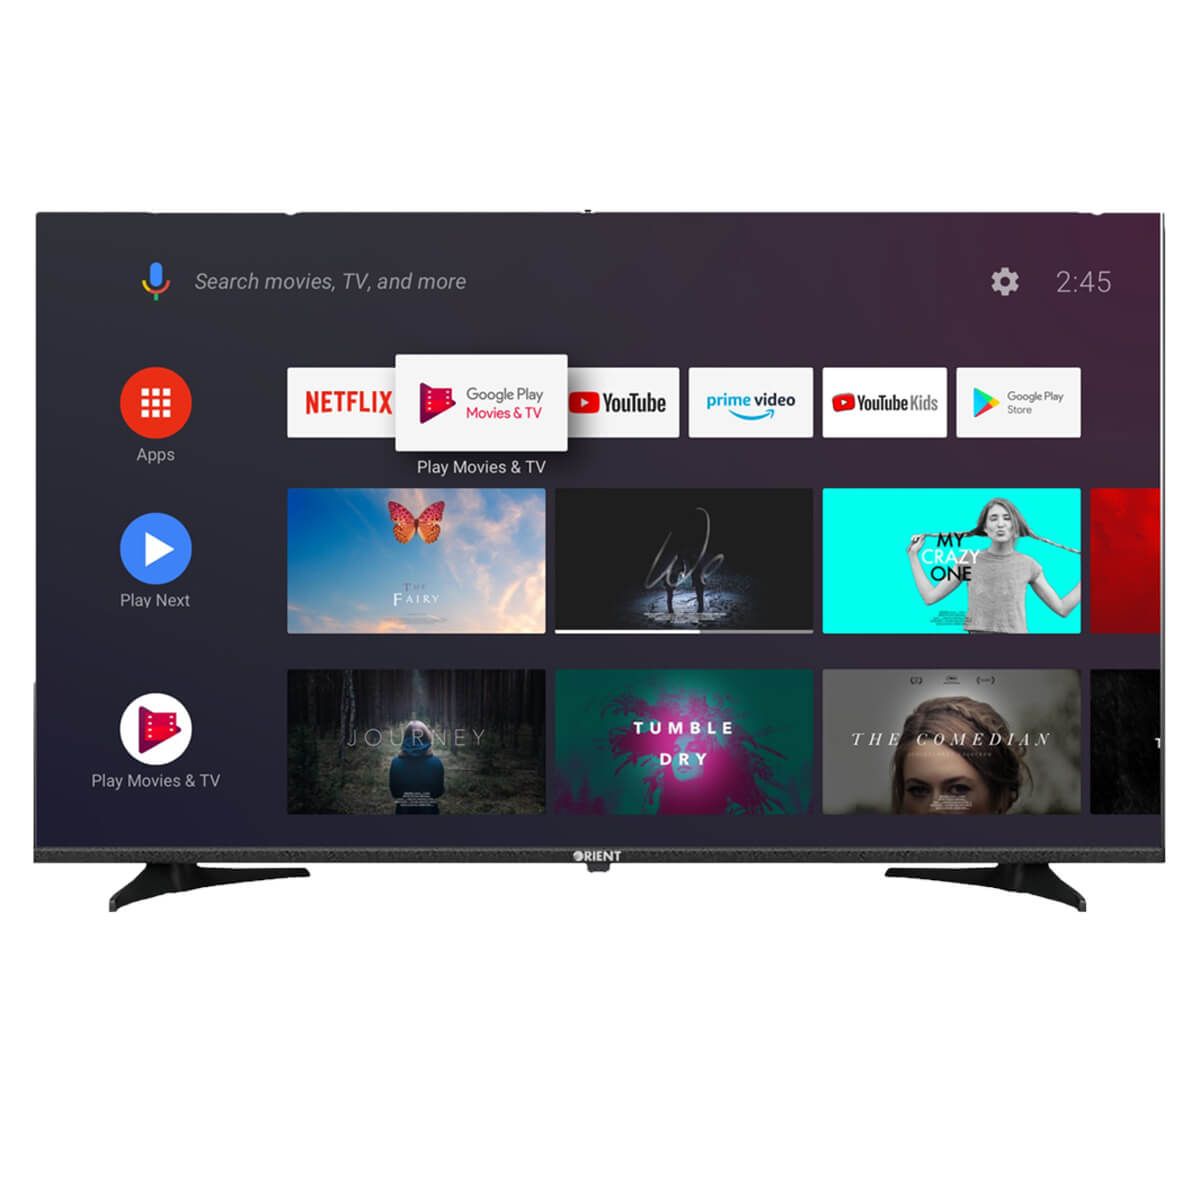 Search movies, TV, and more
2:45
Apps
NETFLIX
Google Play
Movies & TV
YouTube
prime video
YouTube Kids
Google Play
Store
Play Movies & TV
Play Next
THE
FAIRY
We
MY
CRAZY
ONE
Play Movies & TV
JOURNEY
TUMBLE
DRY
THE COMEDIAN
ORIENT